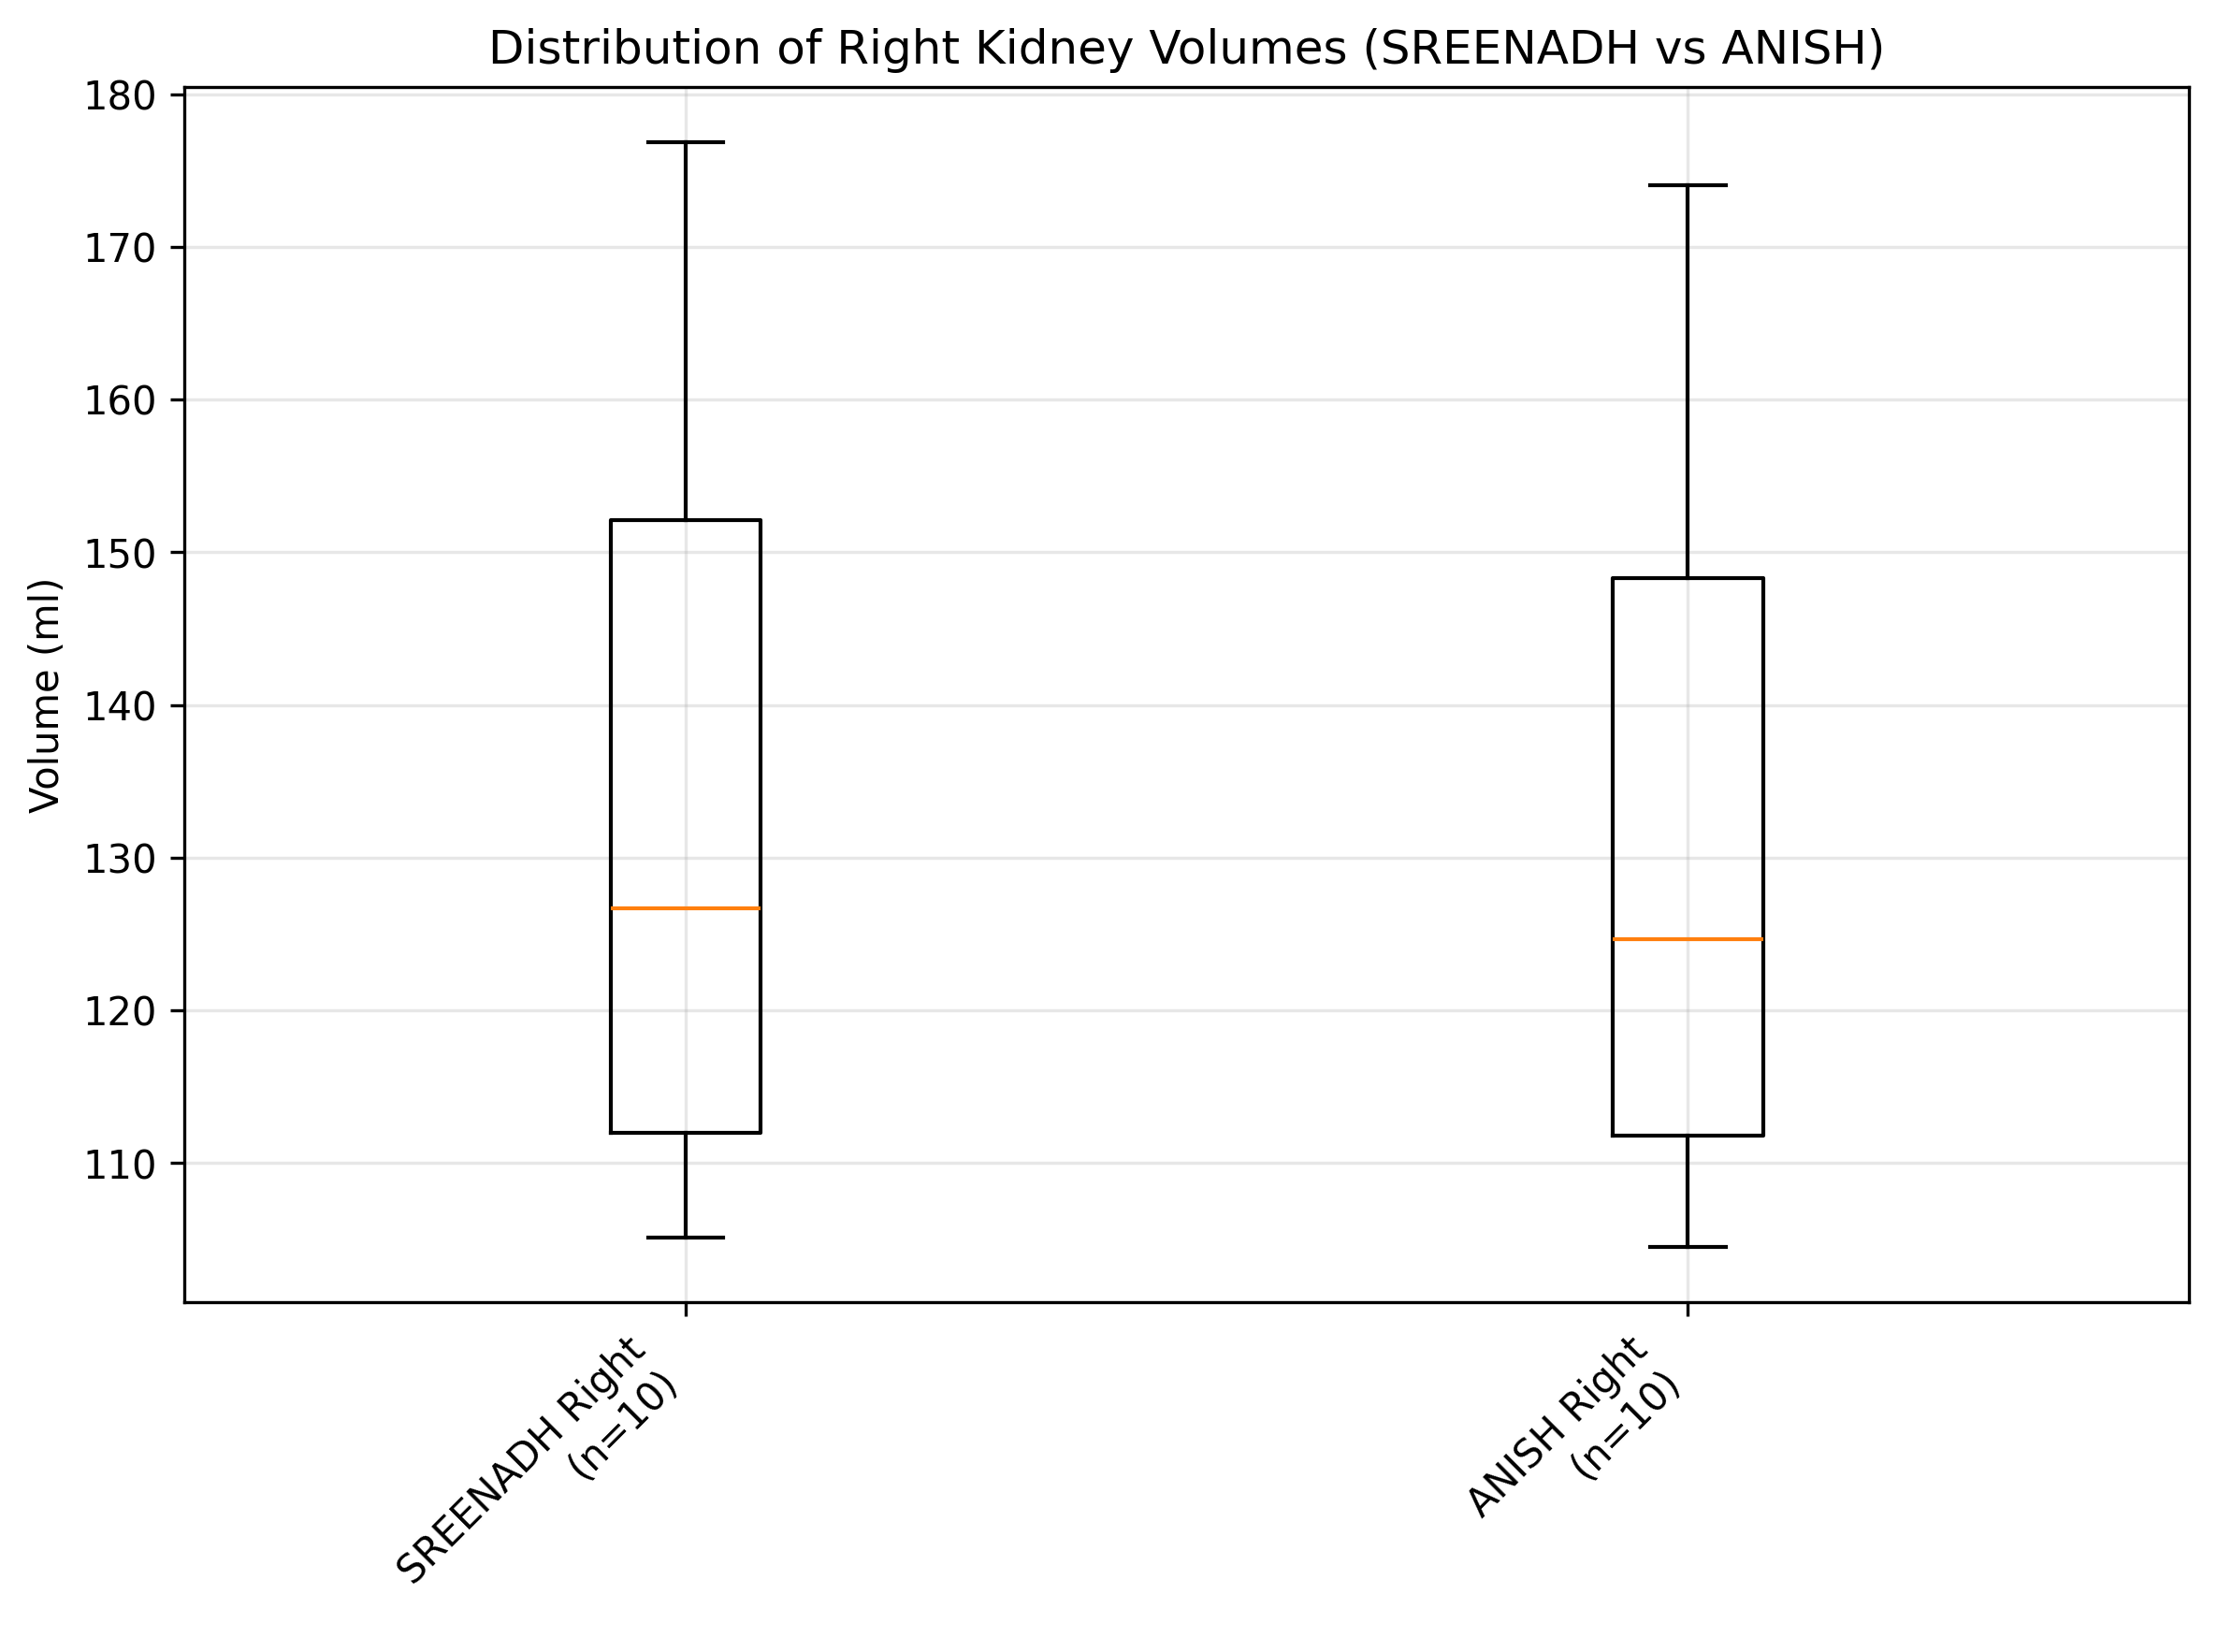 Distribution of Right Kidney Volumes (SREENADH vs ANISH)
180
170
160
150
140
130
120
110
Volume (ml)
SREENADH Right
(n=10)
ANISH Right
(n=10)